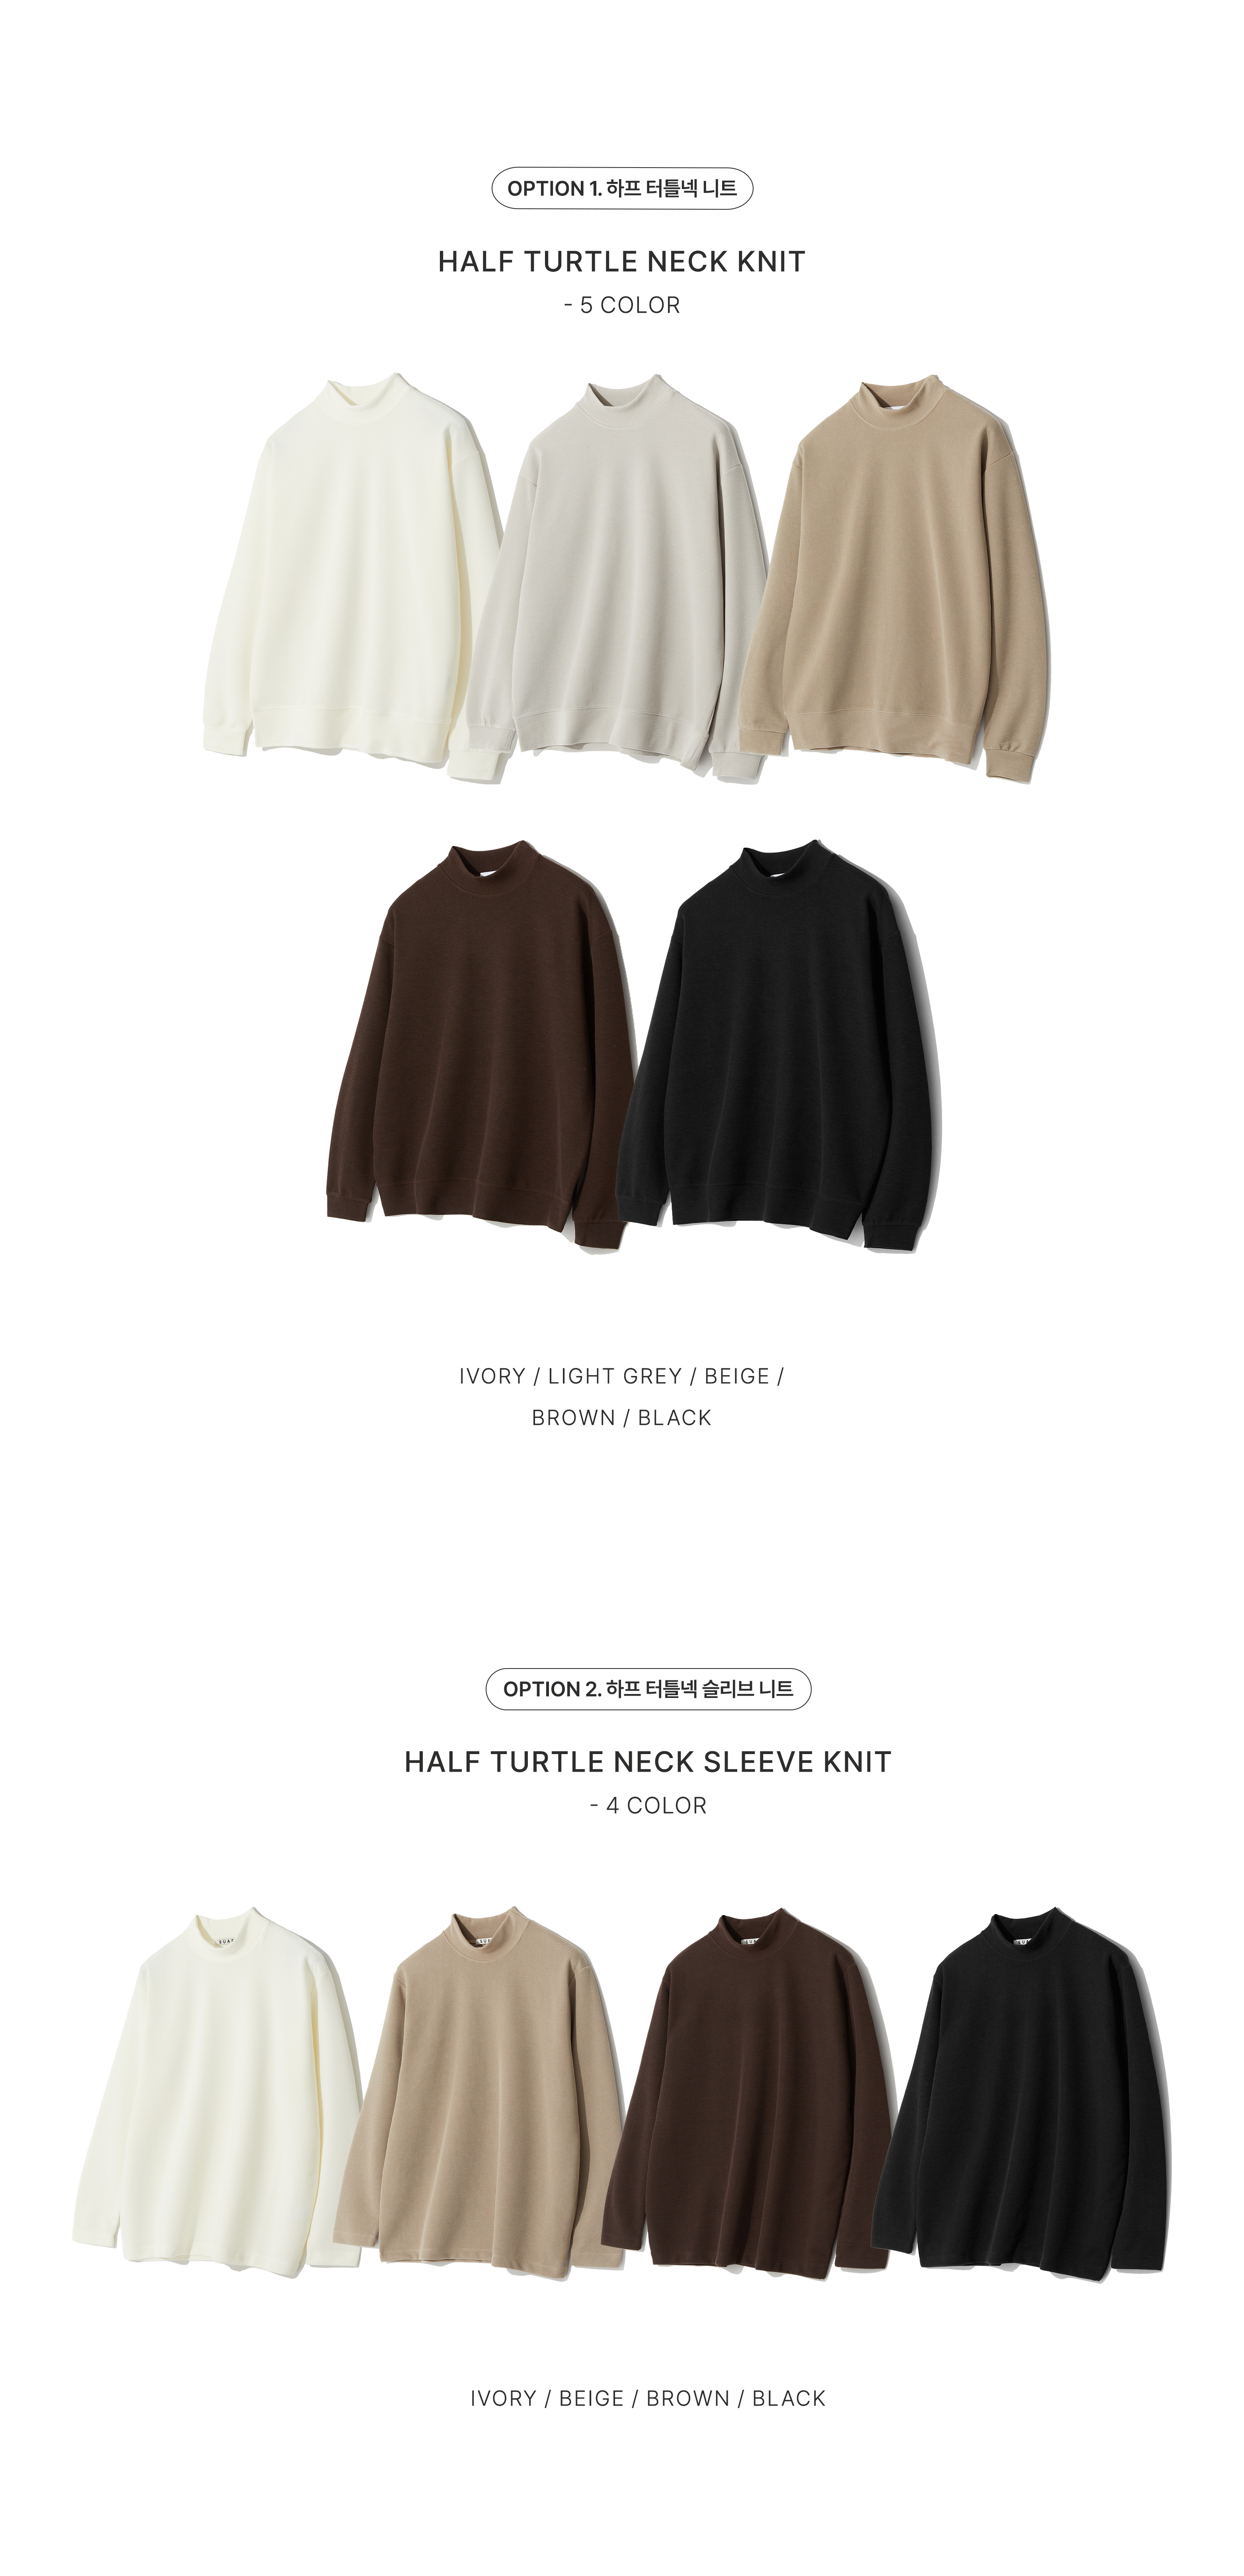 OPTION 1. 하프 터틀넥 니트
HALF TURTLE NECK KNIT
- 5 COLOR
IVORY / LIGHT GREY / BEIGE /
BROWN / BLACK
OPTION 2. 하프 터틀넥 슬리브 니트
HALF TURTLE NECK SLEEVE KNIT
- 4 COLOR
IVORY / BEIGE / BROWN / BLACK